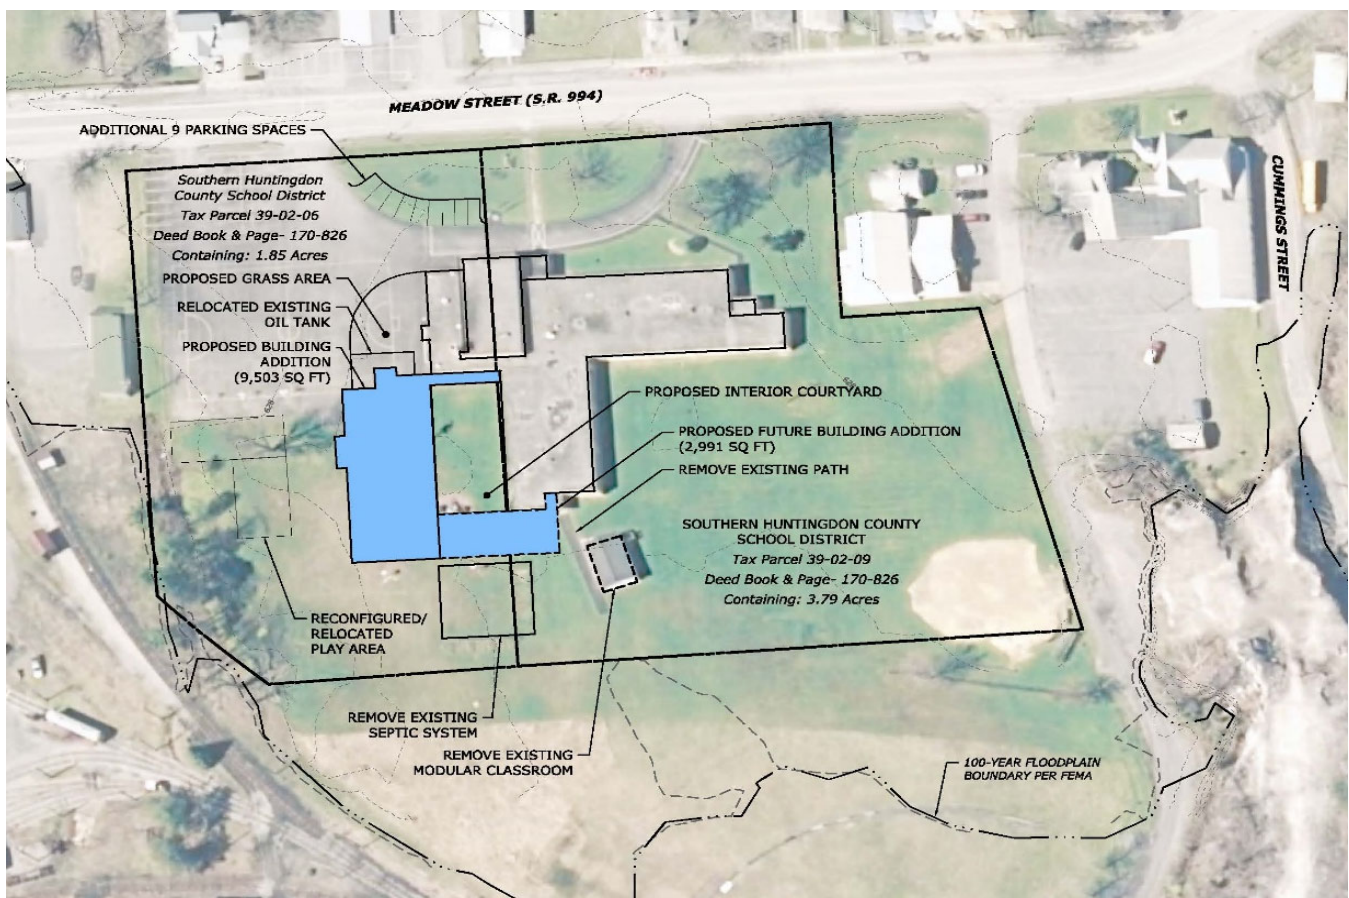 MEADOW STREET (S.R. 994)
ADDITIONAL 9 PARKING SPACES
Southern Huntingdon
County School District
Tax Parcel 39-02-06
Deed Book & Page- 170-826
Containing: 1.85 Acres
PROPOSED GRASS AREA
RELOCATED EXISTING
OIL TANK
PROPOSED BUILDING
ADDITION
(9,503 SQ FT)
CUMMINGS STREET
PROPOSED INTERIOR COURTYARD
PROPOSED FUTURE BUILDING ADDITION
(2,991 SQ FT)
REMOVE EXISTING PATH
SOUTHERN HUNTINGDON COUNTY
SCHOOL DISTRICT
Tax Parcel 39-02-09
Deed Book & Page- 170-826
Containing: 3.79 Acres
RECONFIGURED/
RELOCATED
PLAY AREA
REMOVE EXISTING
SEPTIC SYSTEM
REMOVE EXISTING
MODULAR CLASSROOM
100-YEAR FLOODPLAIN
BOUNDARY PER FEMA